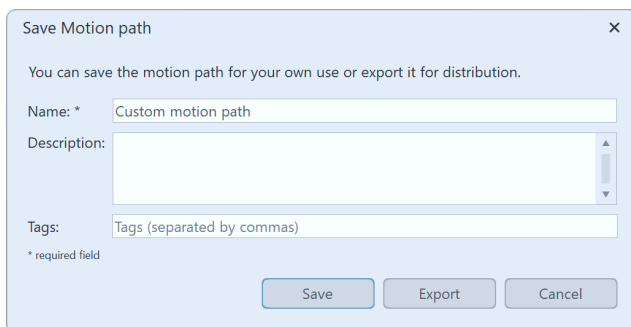 Save Motion path
You can save the motion path for your own use or export it for distribution.
Name: * Custom motion path
Description:
Tags: Tags (separated by commas)
* required field
Save Export Cancel